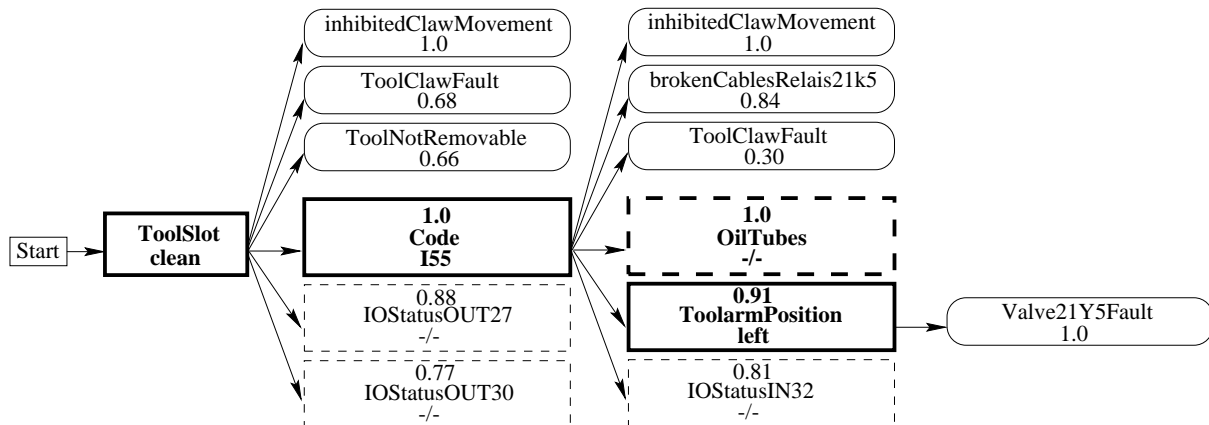 Start
ToolSlot
clean
inhibitedClawMovement
1.0
ToolClawFault
0.68
ToolNotRemovable
0.66
1.0
Code
I55
0.88
IOStatusOUT27
-/-
0.77
IOStatusOUT30
-/-
inhibitedClawMovement
1.0
brokenCablesRelais21k5
0.84
ToolClawFault
0.30
1.0
OilTubes
-/-
0.91
ToolarmPosition
left
0.81
IOStatusIN32
-/-
Valve21Y5Fault
1.0